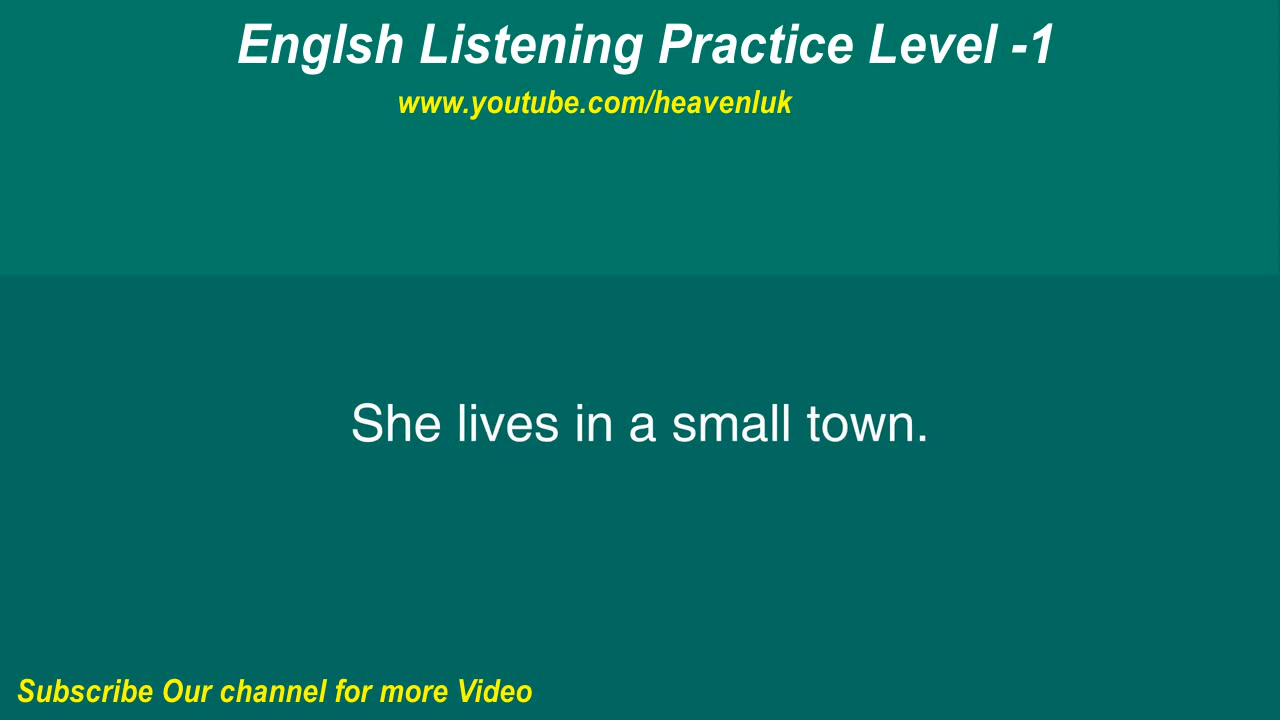 Englsh Listening Practice Level -1
www.youtube.com/heavenluk
She lives in a small town.
Subscribe Our channel for more Video